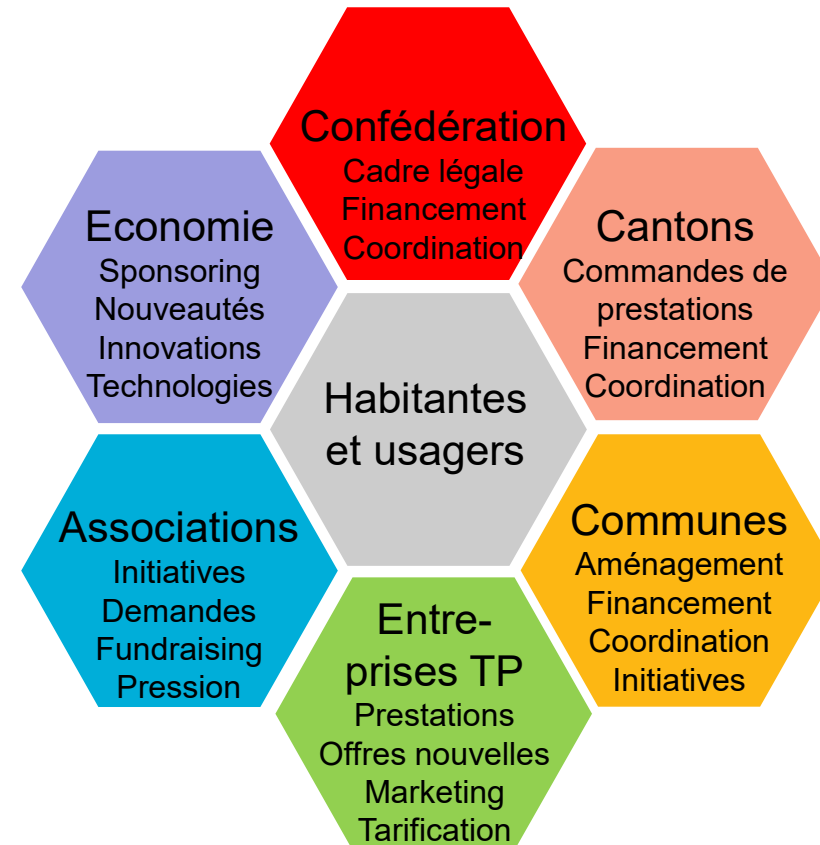 Confédération
Cadre légale
Financement
Coordination
Economie
Sponsoring
Nouveautés
Innovations
Technologies
Cantons
Commandes de
prestations
Financement
Coordination
Habitantes
et usagers
Associations
Initiatives
Demandes
Fundraising
Pression
Communes
Aménagement
Financement
Coordination
Initiatives
Entre-
prises TP
Prestations
Offres nouvelles
Marketing
Tarification